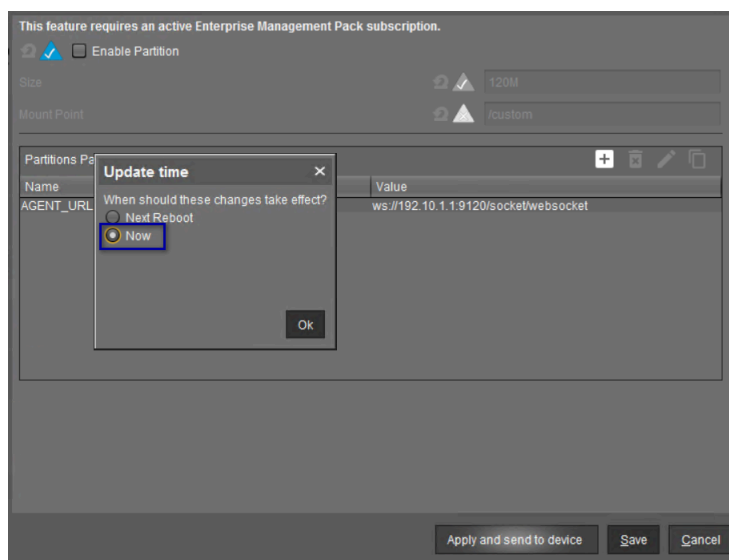 This feature requires an active Enterprise Management Pack subscription.
Enable Partition
Size
120M
Mount Point
/custom
Partitions Pa
Name
Value
AGENT_URL
ws://192.10.1.1:9120/socket/websocket
Update time
When should these changes take effect?
Next Reboot
Now
Ok
Apply and send to device
Save
Cancel